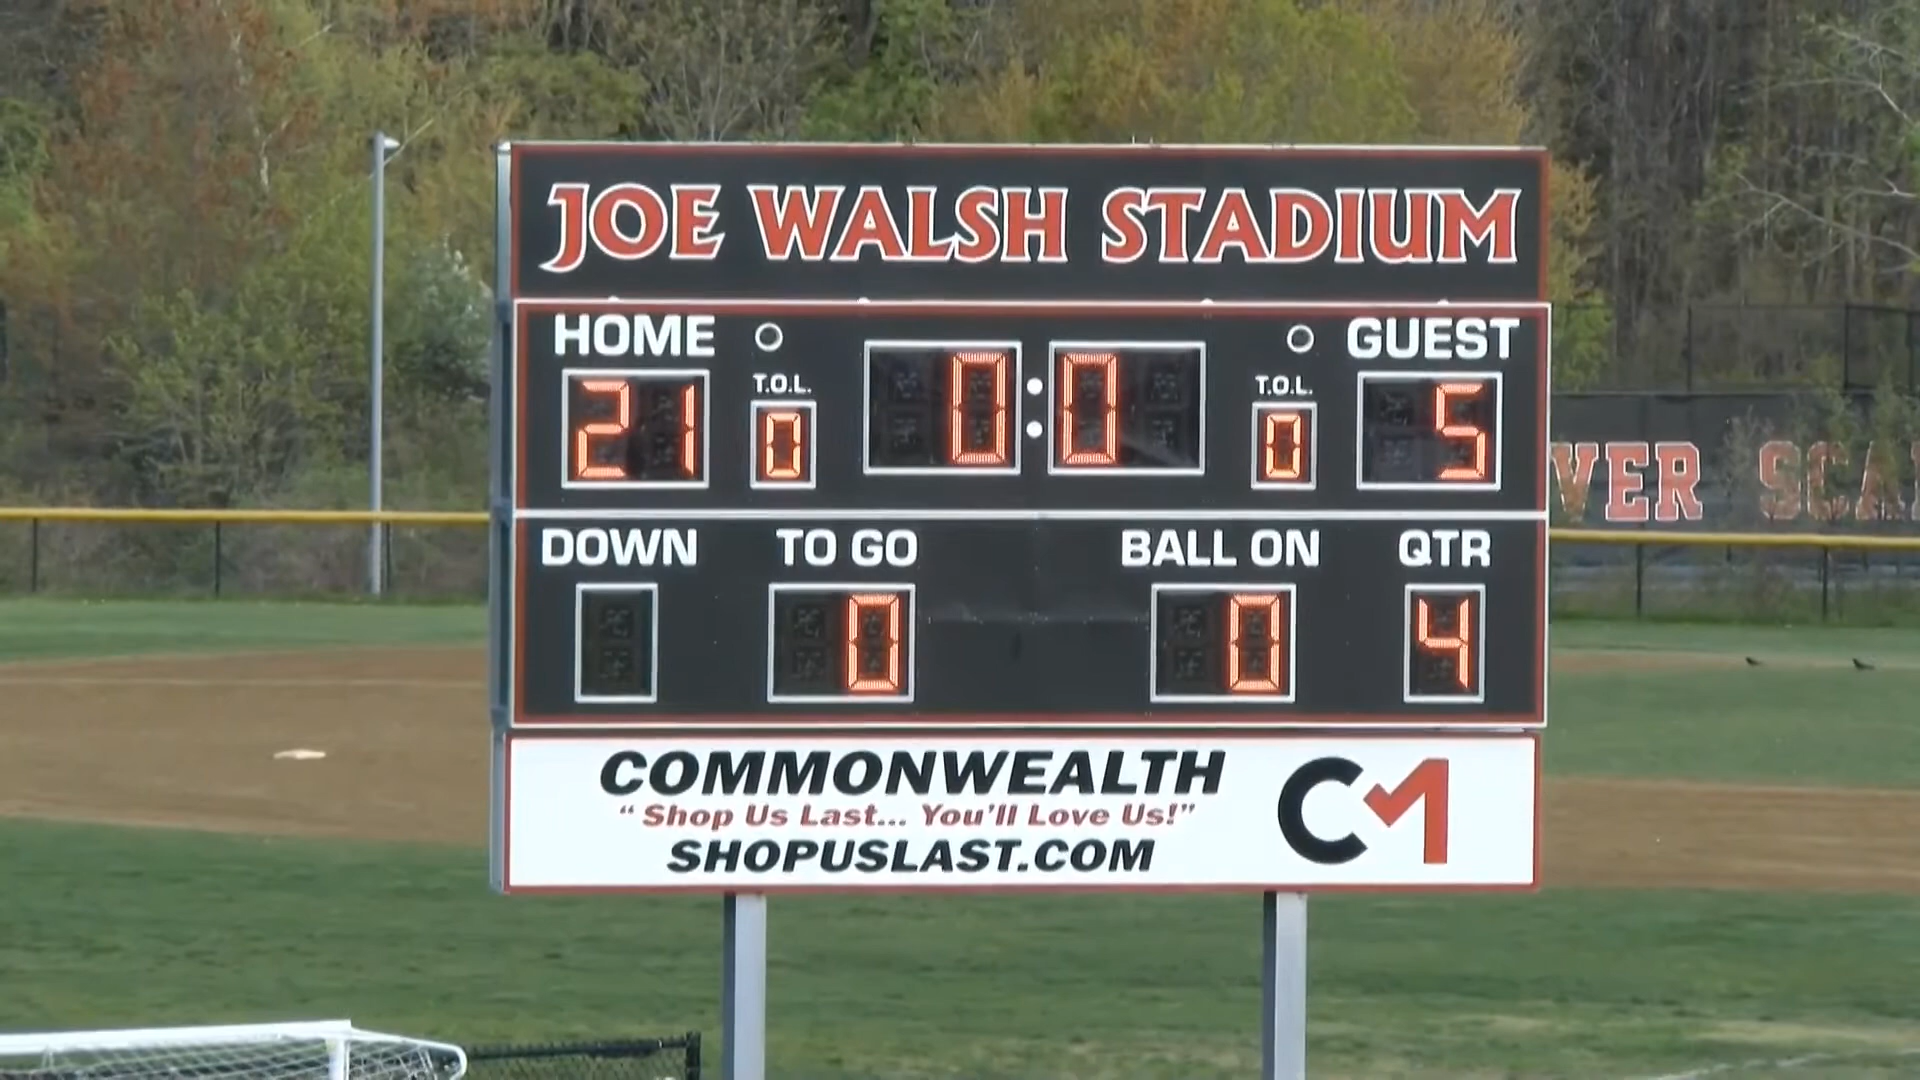 JOE WALSH STADIUM
HOME GUEST
T.O.L. T.O.L.
21 0 0:0 0 5
DOWN TO GO BALL ON QTR
0 0 4
COMMONWEALTH
“Shop Us Last... You’ll Love Us!”
SHOPUSLAST.COM
CM